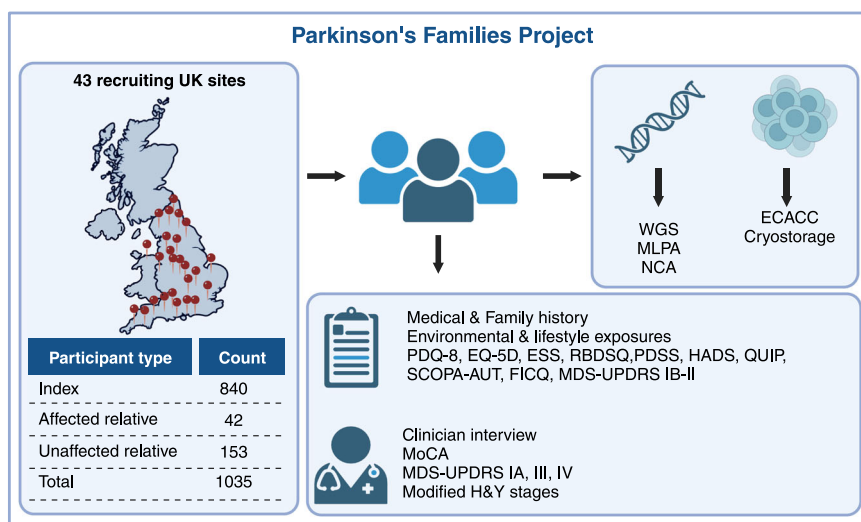 Parkinson's Families Project
43 recruiting UK sites
Participant type Count
Index 840
Affected relative 42
Unaffected relative 153
Total 1035
WGS
MLPA
NCA
ECACC
Cryostorage
Medical & Family history
Environmental & lifestyle exposures
PDQ-8, EQ-5D, ESS, RBDSQ,PDSS, HADS, QUIP,
SCOPA-AUT, FICQ, MDS-UPDRS IB-II
Clinician interview
MoCA
MDS-UPDRS IA, III, IV
Modified H&Y stages